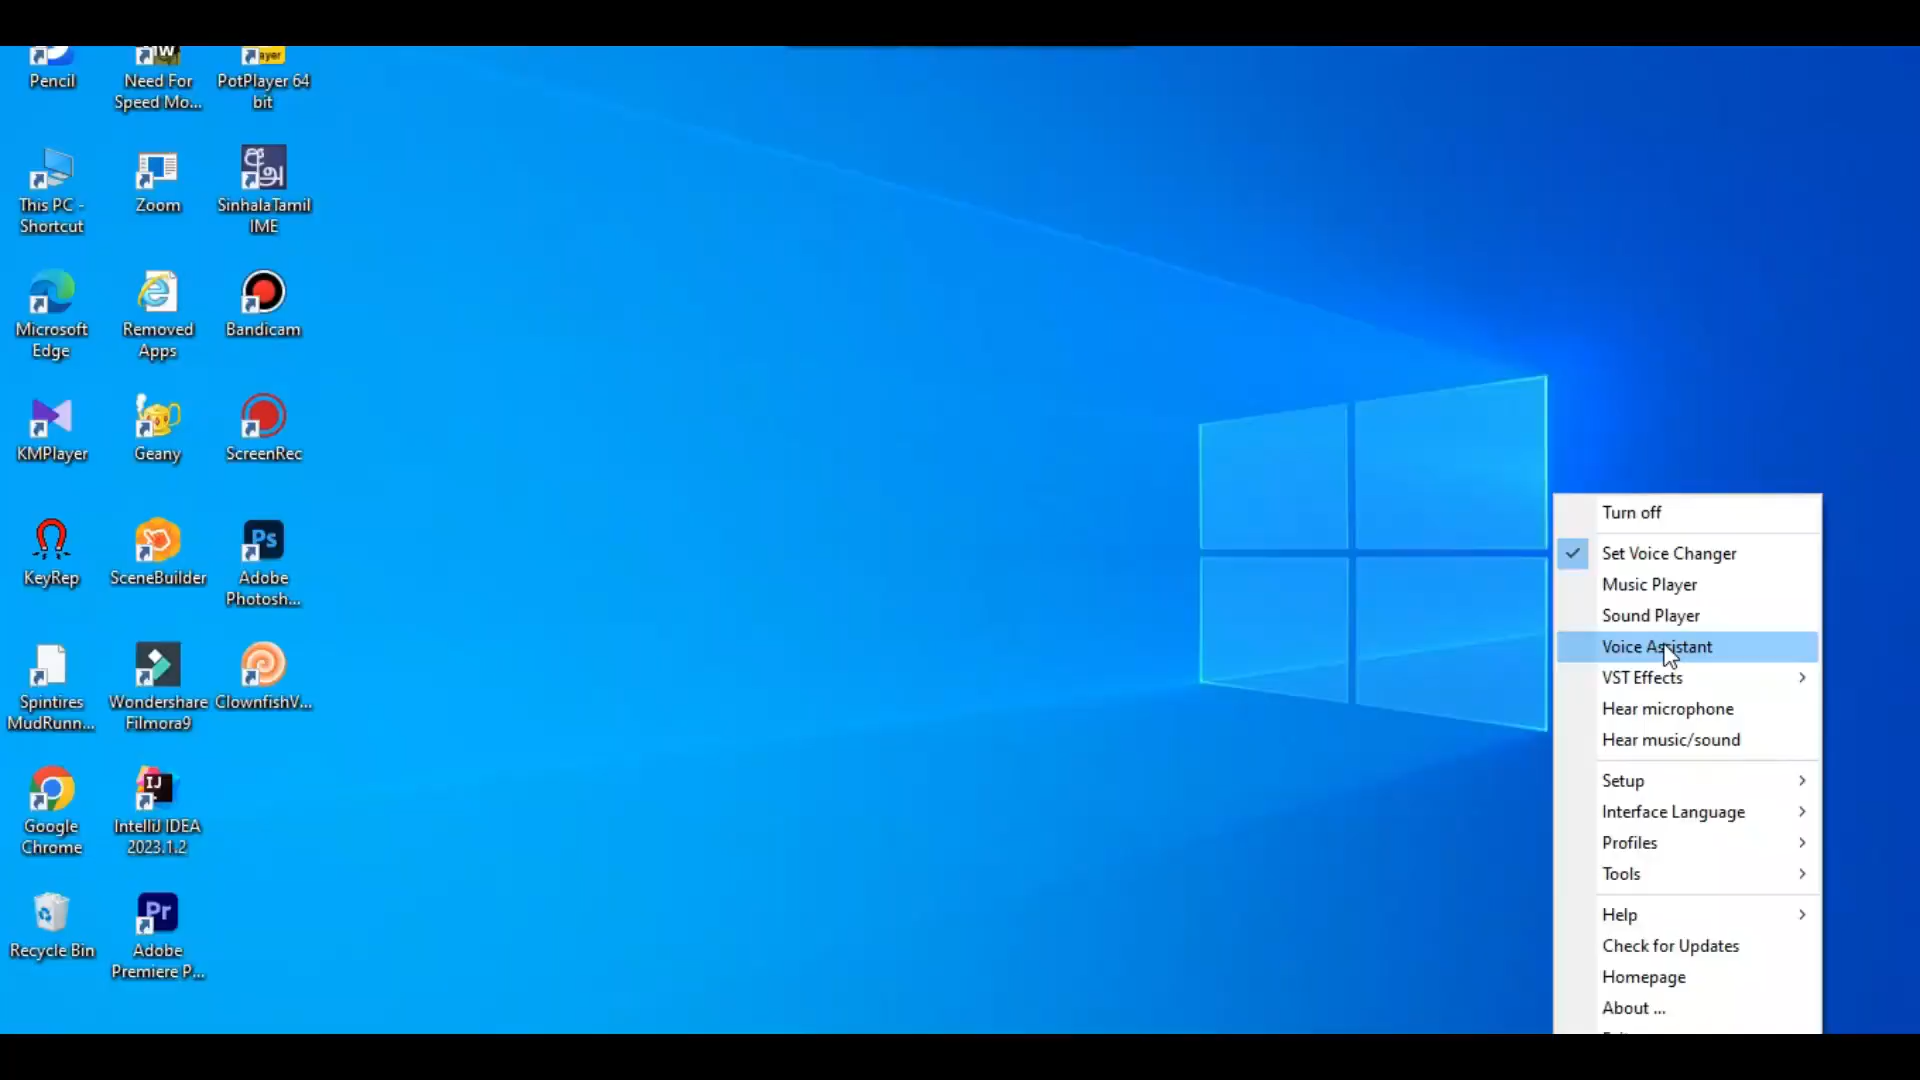 Pencil
Need For
Speed Mo...
PotPlayer 64
bit
This PC -
Shortcut
Zoom
SinhalaTamil
IME
Microsoft
Edge
Removed
Apps
Bandicam
KMPlayer
Geany
ScreenRec
KeyRep
SceneBuilder
Ps
Adobe
Photosh...
Spintires
MudRunn...
Wondershare
Filmora9
ClownfishV...
Google
Chrome
IJ
IntelliJ IDEA
2023.1.2
Recycle Bin
Pr
Adobe
Premiere P...
Turn off
Set Voice Changer
Music Player
Sound Player
Voice Assistant
VST Effects
Hear microphone
Hear music/sound
Setup
Interface Language
Profiles
Tools
Help
Check for Updates
Homepage
About ...